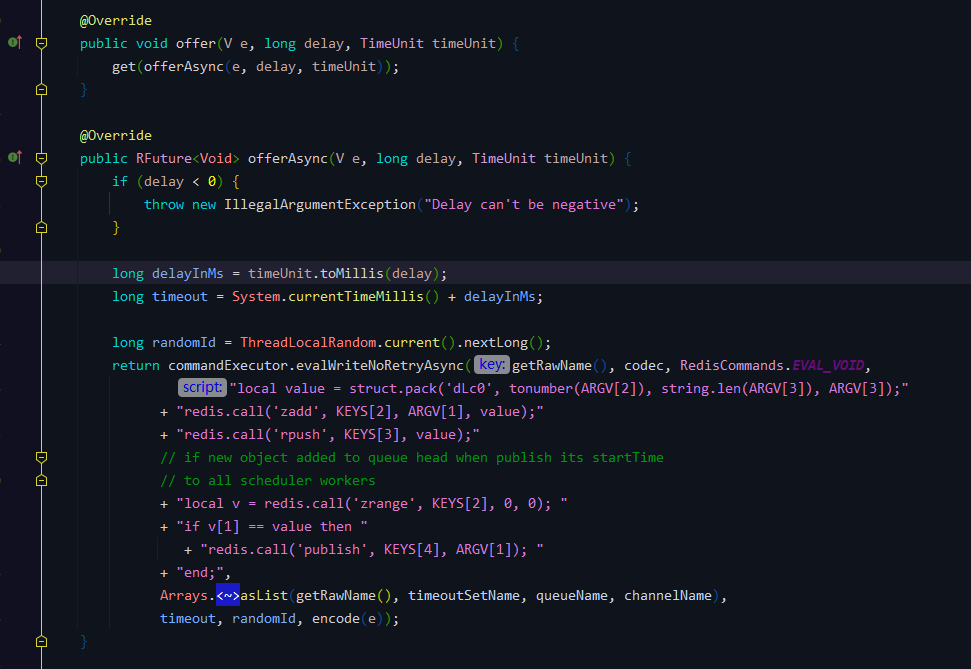 @Override
public void offer(V e, long delay, TimeUnit timeUnit) {
get(offerAsync(e, delay, timeUnit));
}
@Override
public RFuture<Void> offerAsync(V e, long delay, TimeUnit timeUnit) {
if (delay < 0) {
throw new IllegalArgumentException("Delay can't be negative");
}
long delayInMs = timeUnit.toMillis(delay);
long timeout = System.currentTimeMillis() + delayInMs;
long randomId = ThreadLocalRandom.current().nextLong();
return commandExecutor.evalWriteNoRetryAsync( key: getRawName(), codec, RedisCommands.EVAL_VOID,
script: "local value = struct.pack('dLc0', tonumber(ARGV[2]), string.len(ARGV[3]), ARGV[3]);"
+ "redis.call('zadd', KEYS[2], ARGV[1], value);"
+ "redis.call('rpush', KEYS[3], value);"
// if new object added to queue head when publish its startTime
// to all scheduler workers
+ "local v = redis.call('zrange', KEYS[2], 0, 0); "
+ "if v[1] == value then "
+ "redis.call('publish', KEYS[4], ARGV[1]); "
+ "end;",
Arrays.<~>asList(getRawName(), timeoutSetName, queueName, channelName),
timeout, randomId, encode(e));
}